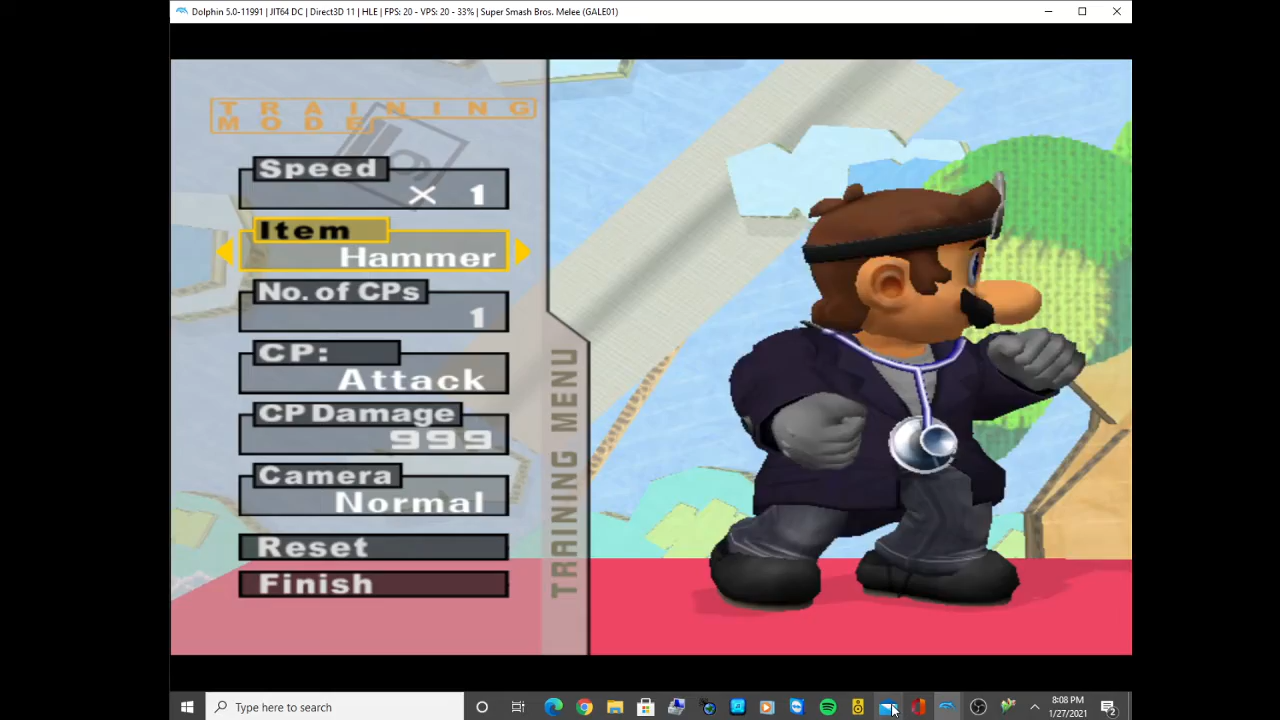 Dolphin 5.0-11991 | JIT64 DC | Direct3D 11 | HLE | FPS: 20 - VPS: 20 - 33% | Super Smash Bros. Melee (GALE01)
TRAINING
MODE
Speed
× 1
Item
Hammer
No. of CPs
1
CP:
Attack
CP Damage
999
Camera
Normal
Reset
Finish
TRAINING MENU
Type here to search
8:08 PM
1/27/2021
2